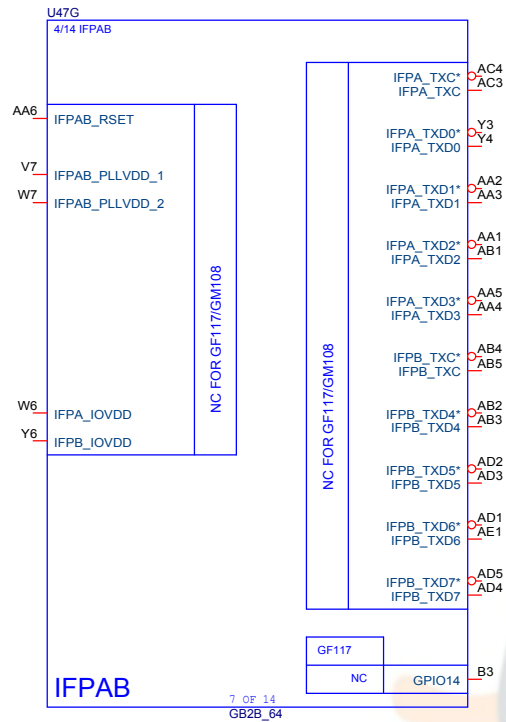 U47G
4/14 IFPAB
AA6 IFPAB_RSET
V7 IFPAB_PLLVDD_1
W7 IFPAB_PLLVDD_2
NC FOR GF117/GM108
W6 IFPA_IOVDD
Y6 IFPB_IOVDD
NC FOR GF117/GM108
IFPA_TXC* AC4
IFPA_TXC AC3
IFPA_TXD0* Y3
IFPA_TXD0 Y4
IFPA_TXD1* AA2
IFPA_TXD1 AA3
IFPA_TXD2* AA1
IFPA_TXD2 AB1
IFPA_TXD3* AA5
IFPA_TXD3 AA4
IFPB_TXC* AB4
IFPB_TXC AB5
IFPB_TXD4* AB2
IFPB_TXD4 AB3
IFPB_TXD5* AD2
IFPB_TXD5 AD3
IFPB_TXD6* AD1
IFPB_TXD6 AE1
IFPB_TXD7* AD5
IFPB_TXD7 AD4
GF117
NC GPIO14 B3
IFPAB
7 OF 14
GB2B_64